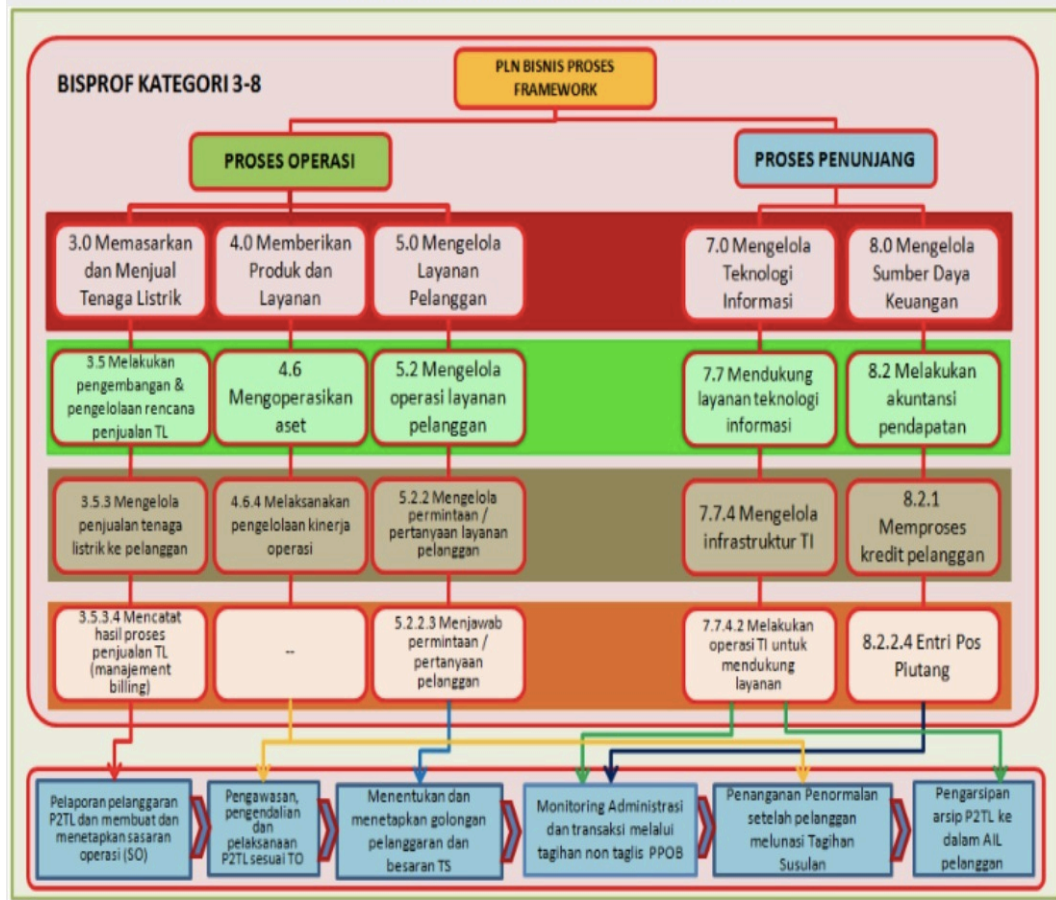 PLN BISNIS PROSES
FRAMEWORK
BISPROF KATEGORI 3-8
PROSES OPERASI
PROSES PENUNJANG
3.0 Memasarkan
dan Menjual
Tenaga Listrik
4.0 Memberikan
Produk dan
Layanan
5.0 Mengelola
Layanan
Pelanggan
7.0 Mengelola
Teknologi
Informasi
8.0 Mengelola
Sumber Daya
Keuangan
3.5 Melakukan
pengembangan &
pengelolaan rencana
penjualan TL
4.6
Mengoperasikan
aset
5.2 Mengelola
operasi layanan
pelanggan
7.7 Mendukung
layanan teknologi
informasi
8.2 Melakukan
akuntansi
pendapatan
3.5.3 Mengelola
penjualan tenaga
listrik ke pelanggan
4.6.4 Melaksanakan
pengelolaan kinerja
operasi
5.2.2 Mengelola
permintaan /
pertanyaan layanan
pelanggan
7.7.4 Mengelola
infrastruktur TI
8.2.1
Memproses
kredit pelanggan
3.5.3.4 Mencatat
hasil proses
penjualan TL
(manajement
billing)
--
5.2.2.3 Menjawab
permintaan /
pertanyaan
pelanggan
7.7.4.2 Melakukan
operasi TI untuk
mendukung
layanan
8.2.2.4 Entri Pos
Piutang
Pelaporan pelanggaran
P2TL dan membuat dan
menetapkan sasaran
operasi (SO)
Pengawasan,
pengendalian
dan
pelaksanaan
P2TL sesuai TO
Menentukan dan
menetapkan golongan
pelanggaran dan
besaran TS
Monitoring Administrasi
dan transaksi melalui
tagihan non taglis PPOB
Penanganan Penormalan
setelah pelanggan
melunasi Tagihan
Susulan
Pengarsipan
arsip P2TL ke
dalam AIL
pelanggan